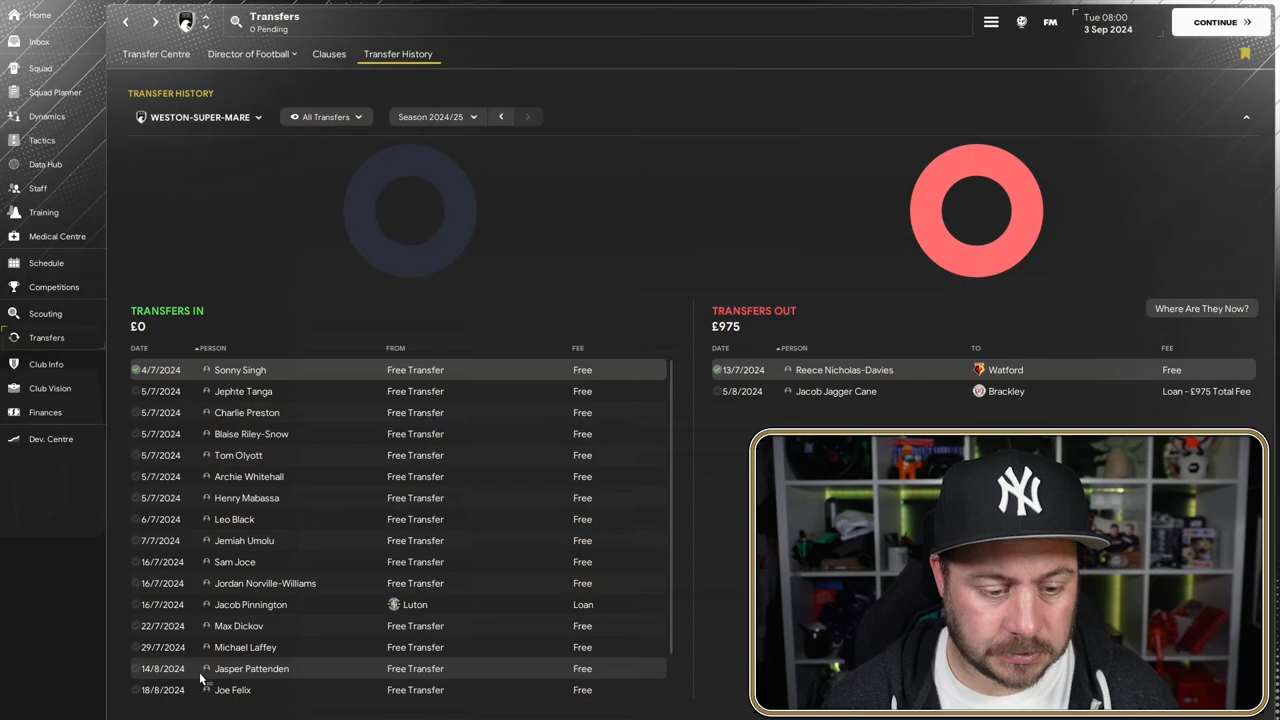 Home
Inbox
Squad
Squad Planner
Dynamics
Tactics
Data Hub
Staff
Training
Medical Centre
Schedule
Competitions
Scouting
Transfers
Club Info
Club Vision
Finances
Dev. Centre
Transfers
0 Pending
FM
Tue 08:00
3 Sep 2024
CONTINUE
Transfer Centre
Director of Football
Clauses
Transfer History
TRANSFER HISTORY
WESTON-SUPER-MARE
All Transfers
Season 2024/25
TRANSFERS IN
£0
DATE PERSON FROM FEE
4/7/2024 Sonny Singh Free Transfer Free
5/7/2024 Jephte Tanga Free Transfer Free
5/7/2024 Charlie Preston Free Transfer Free
5/7/2024 Blaise Riley-Snow Free Transfer Free
5/7/2024 Tom Olyott Free Transfer Free
5/7/2024 Archie Whitehall Free Transfer Free
5/7/2024 Henry Mabassa Free Transfer Free
6/7/2024 Leo Black Free Transfer Free
7/7/2024 Jemiah Umolu Free Transfer Free
16/7/2024 Sam Joce Free Transfer Free
16/7/2024 Jordan Norville-Williams Free Transfer Free
16/7/2024 Jacob Pinnington Luton Loan
22/7/2024 Max Dickov Free Transfer Free
29/7/2024 Michael Laffey Free Transfer Free
14/8/2024 Jasper Pattenden Free Transfer Free
18/8/2024 Joe Felix Free Transfer Free
TRANSFERS OUT
£975
Where Are They Now?
DATE PERSON TO FEE
13/7/2024 Reece Nicholas-Davies Watford Free
5/8/2024 Jacob Jagger Cane Brackley Loan - £975 Total Fee
NY